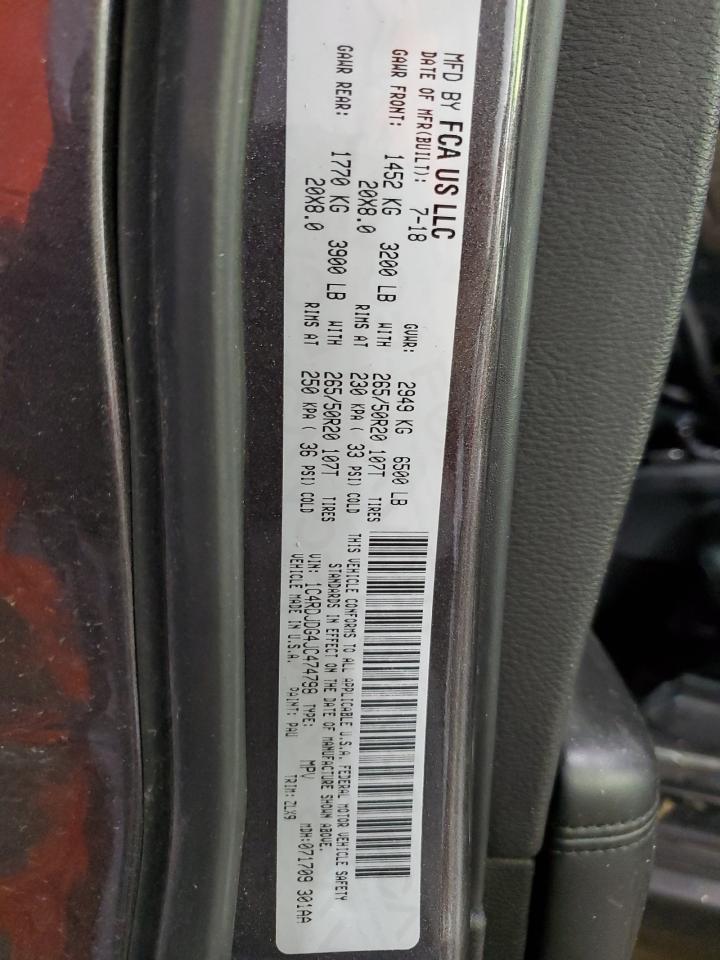 MFD BY FCA US LLC
DATE OF MFR(BUILT): 7-18 GVWR: 2949 KG 6500 LB
GAWR FRONT: 1452 KG 3200 LB WITH 265/50R20 107T TIRES
20X8.0 RIMS AT 230 KPA ( 33 PSI) COLD
GAWR REAR: 1770 KG 3900 LB WITH 265/50R20 107T TIRES
20X8.0 RIMS AT 250 KPA ( 36 PSI) COLD
THIS VEHICLE CONFORMS TO ALL APPLICABLE U.S.A. FEDERAL MOTOR VEHICLE SAFETY
STANDARDS IN EFFECT ON THE DATE OF MANUFACTURE SHOWN ABOVE.
VIN: 1C4RDJDG4JC474798 TYPE: MPV MDH:071709 301AA
VEHICLE MADE IN U.S.A. PAINT: PAU TRIM: ZLX9